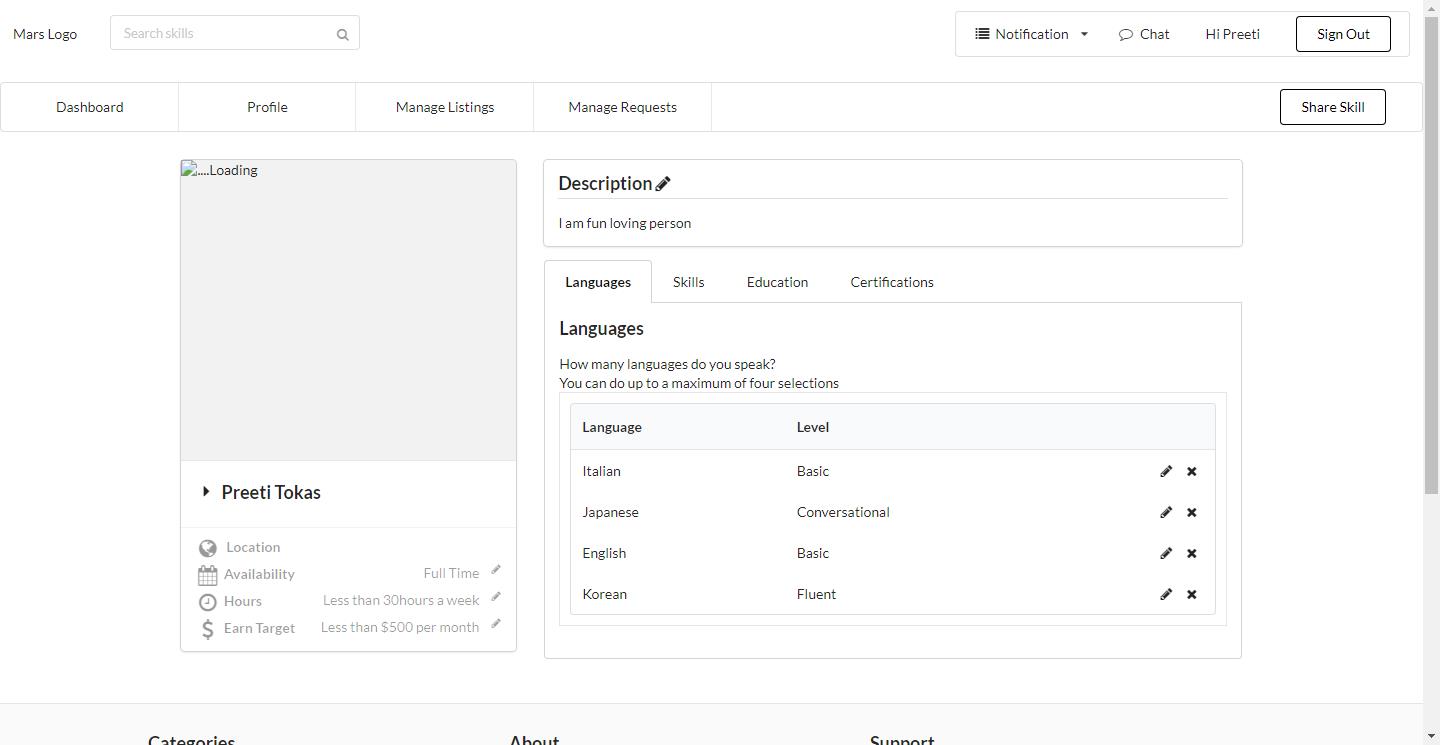 Mars Logo
Search skills
Notification
Chat
Hi Preeti
Sign Out
Dashboard
Profile
Manage Listings
Manage Requests
Share Skill
....Loading
Preeti Tokas
Location
Availability Full Time
Hours Less than 30hours a week
Earn Target Less than $500 per month
Description
I am fun loving person
Languages
Skills
Education
Certifications
Languages
How many languages do you speak?
You can do up to a maximum of four selections
Language Level
Italian Basic
Japanese Conversational
English Basic
Korean Fluent
Categories
About
Support